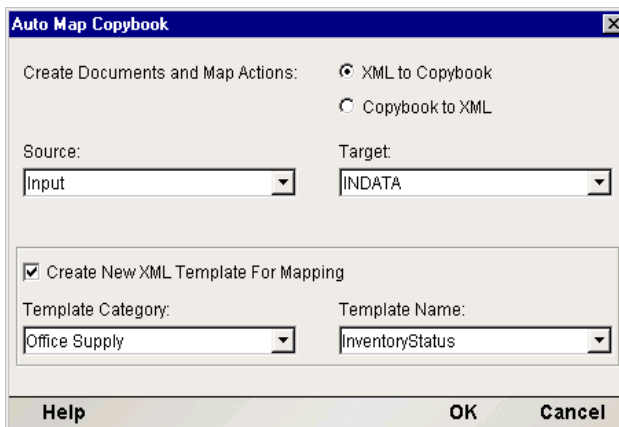 Auto Map Copybook
Create Documents and Map Actions:
XML to Copybook
Copybook to XML
Source:
Target:
Input
INDATA
Create New XML Template For Mapping
Template Category:
Template Name:
Office Supply
InventoryStatus
Help
OK
Cancel